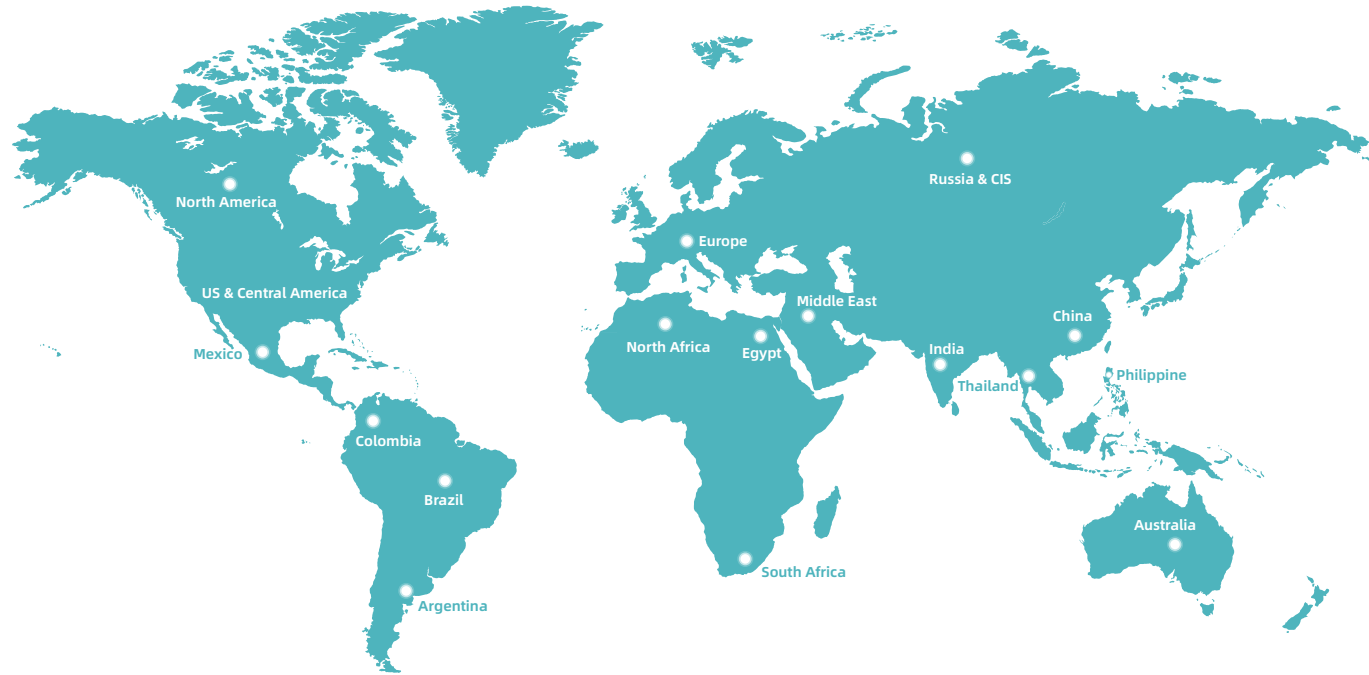 Russia & CIS
North America
Europe
US & Central America
Middle East
China
North Africa
Egypt
India
Mexico
Thailand
Philippine
Colombia
Brazil
Australia
South Africa
Argentina